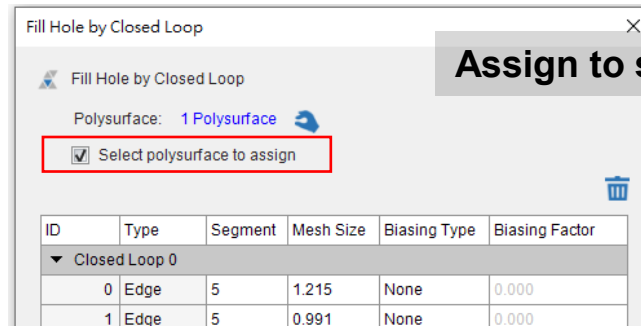 Fill Hole by Closed Loop
Assign to
Fill Hole by Closed Loop
Polysurface: 1 Polysurface
Select polysurface to assign
ID Type Segment Mesh Size Biasing Type Biasing Factor
Closed Loop 0
0 Edge 5 1.215 None 0.000
1 Edge 5 0.991 None 0.000